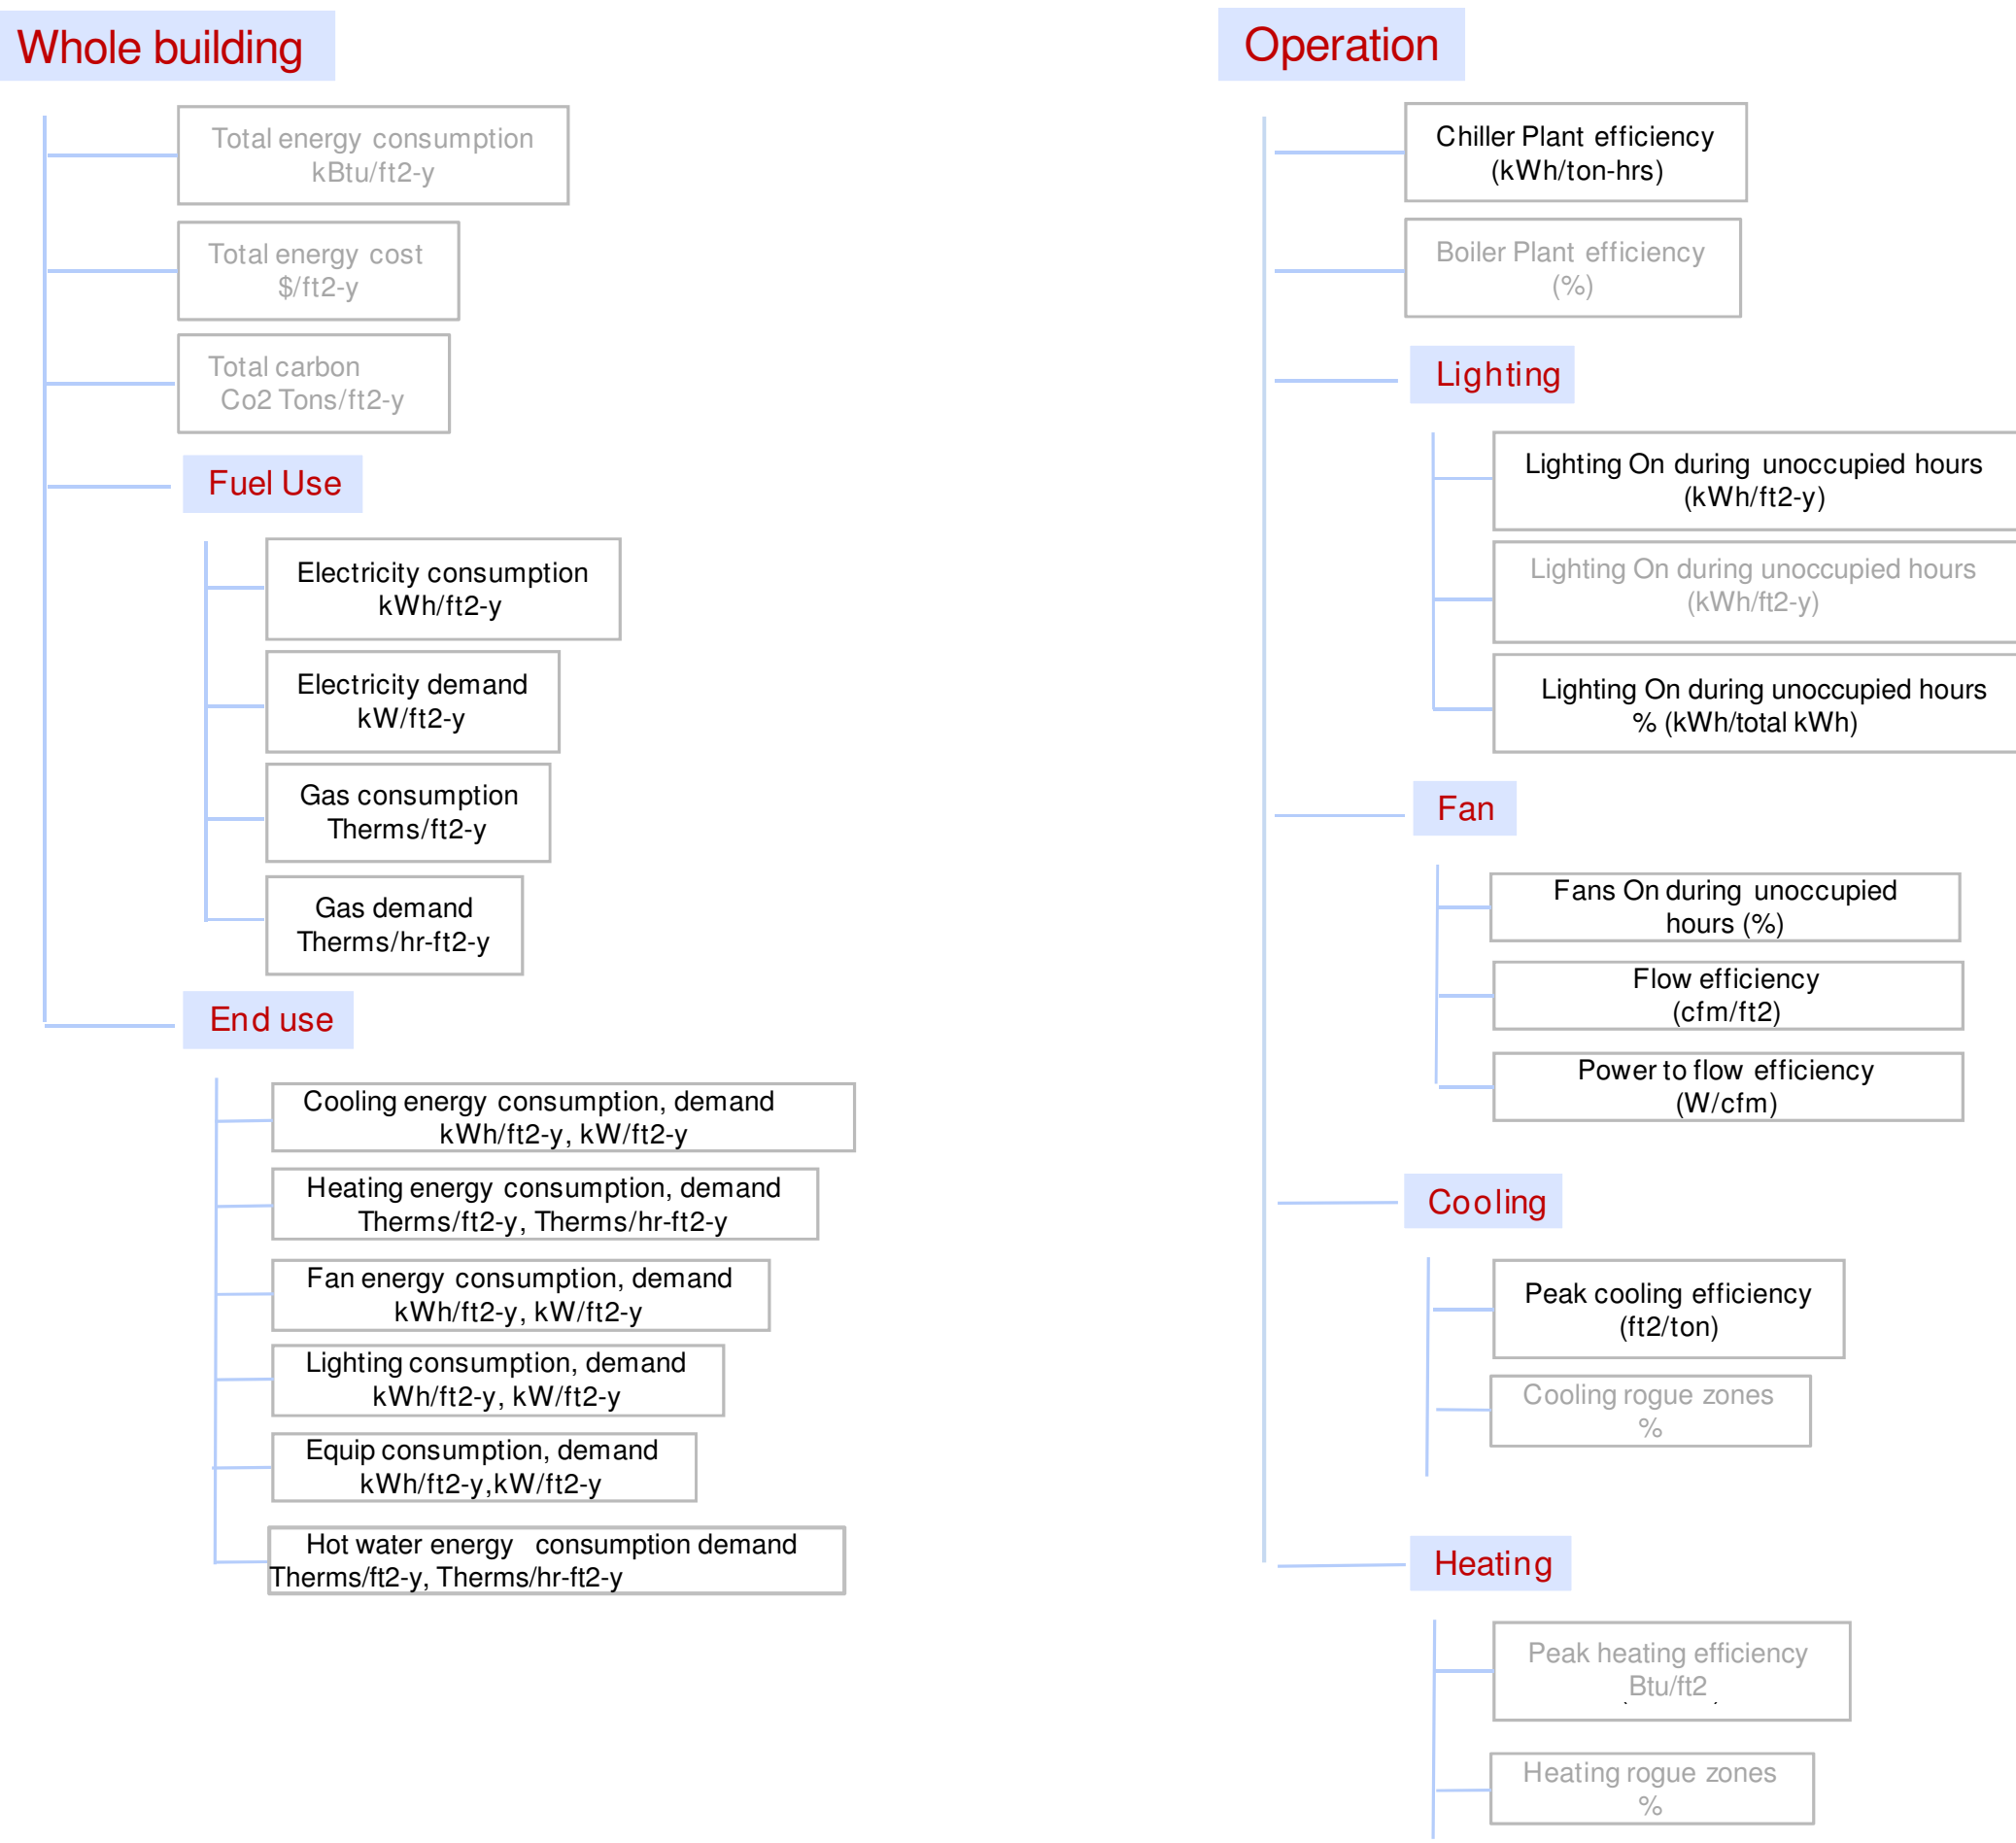 Whole building
Total energy consumption
kBtu/ft2-y
Total energy cost
$/ft2-y
Total carbon
Co2 Tons/ft2-y
Fuel Use
Electricity consumption
kWh/ft2-y
Electricity demand
kW/ft2-y
Gas consumption
Therms/ft2-y
Gas demand
Therms/hr-ft2-y
End use
Cooling energy consumption, demand
kWh/ft2-y, kW/ft2-y
Heating energy consumption, demand
Therms/ft2-y, Therms/hr-ft2-y
Fan energy consumption, demand
kWh/ft2-y, kW/ft2-y
Lighting consumption, demand
kWh/ft2-y, kW/ft2-y
Equip consumption, demand
kWh/ft2-y,kW/ft2-y
Hot water energy consumption demand
Therms/ft2-y, Therms/hr-ft2-y
Operation
Chiller Plant efficiency
(kWh/ton-hrs)
Boiler Plant efficiency
(%)
Lighting
Lighting On during unoccupied hours
(kWh/ft2-y)
Lighting On during unoccupied hours
(kWh/ft2-y)
Lighting On during unoccupied hours
% (kWh/total kWh)
Fan
Fans On during unoccupied
hours (%)
Flow efficiency
(cfm/ft2)
Power to flow efficiency
(W/cfm)
Cooling
Peak cooling efficiency
(ft2/ton)
Cooling rogue zones
%
Heating
Peak heating efficiency
Btu/ft2
Heating rogue zones
%